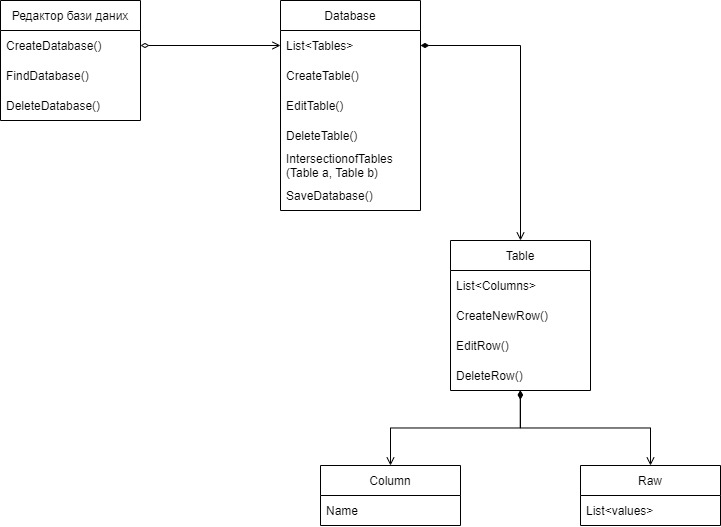 Редактор бази даних
CreateDatabase()
FindDatabase()
DeleteDatabase()
Database
List<Tables>
CreateTable()
EditTable()
DeleteTable()
IntersectionofTables
(Table a, Table b)
SaveDatabase()
Table
List<Columns>
CreateNewRow()
EditRow()
DeleteRow()
Column
Name
Raw
List<values>